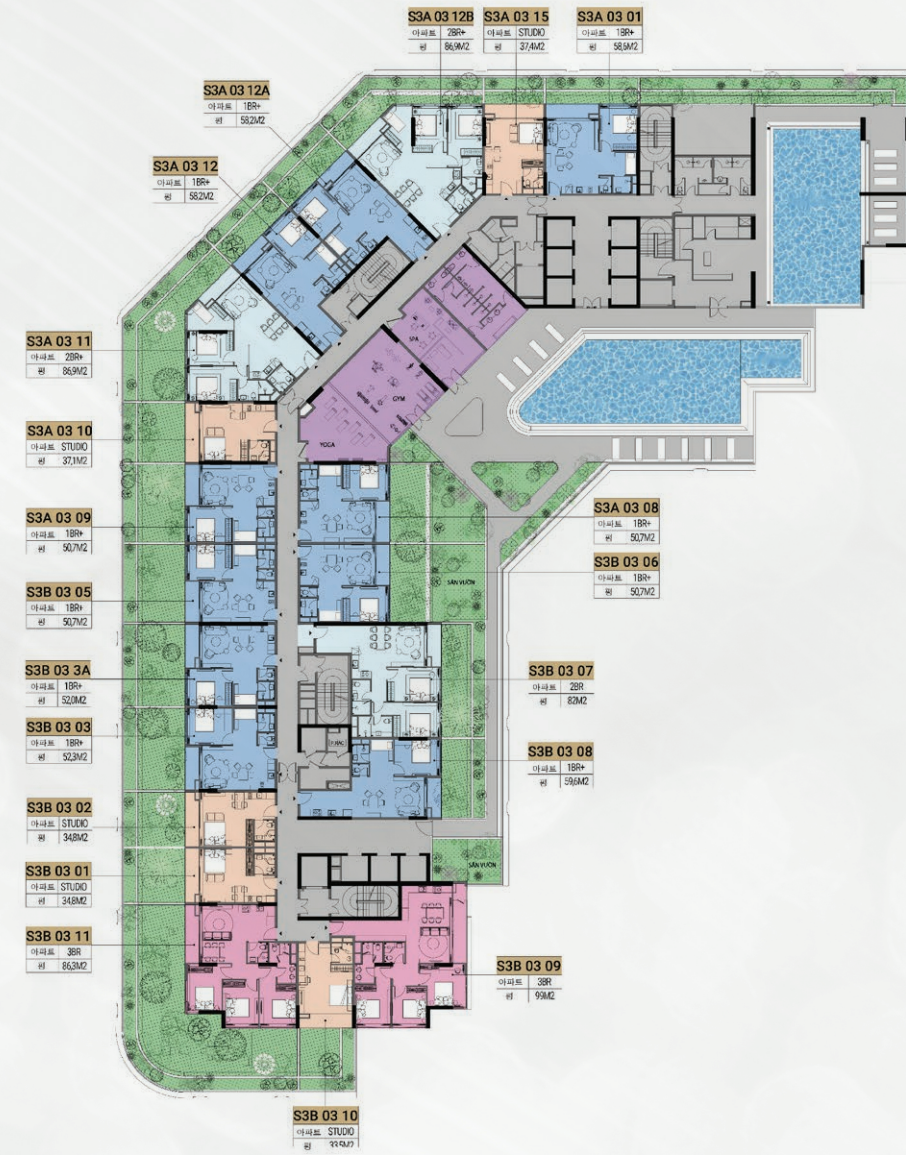 S3A 03 12B
아파트 2BR+
평 86,9M2
S3A 03 15
아파트 STUDIO
평 37,4M2
S3A 03 01
아파트 1BR+
평 58,6M2
S3A 03 12A
아파트 1BR+
평 58,2M2
S3A 03 12
아파트 1BR+
평 58,2M2
S3A 03 11
아파트 2BR+
평 86,9M2
S3A 03 10
아파트 STUDIO
평 37,1M2
SPA
GYM
YOGA
S3A 03 09
아파트 1BR+
평 50,7M2
S3A 03 08
아파트 1BR+
평 50,7M2
S3B 03 05
아파트 1BR+
평 50,7M2
S3B 03 06
아파트 1BR+
평 50,7M2
SÂN VƯỜN
S3B 03 3A
아파트 1BR+
평 52,0M2
S3B 03 07
아파트 2BR
평 82M2
S3B 03 03
아파트 1BR+
평 52,3M2
P.RÁC
S3B 03 08
아파트 1BR+
평 59,6M2
S3B 03 02
아파트 STUDIO
평 34,8M2
S3B 03 01
아파트 STUDIO
평 34,8M2
SÂN VƯỜN
S3B 03 11
아파트 3BR
평 86,3M2
S3B 03 09
아파트 3BR
평 99M2
S3B 03 10
아파트 STUDIO
평 33,5M2